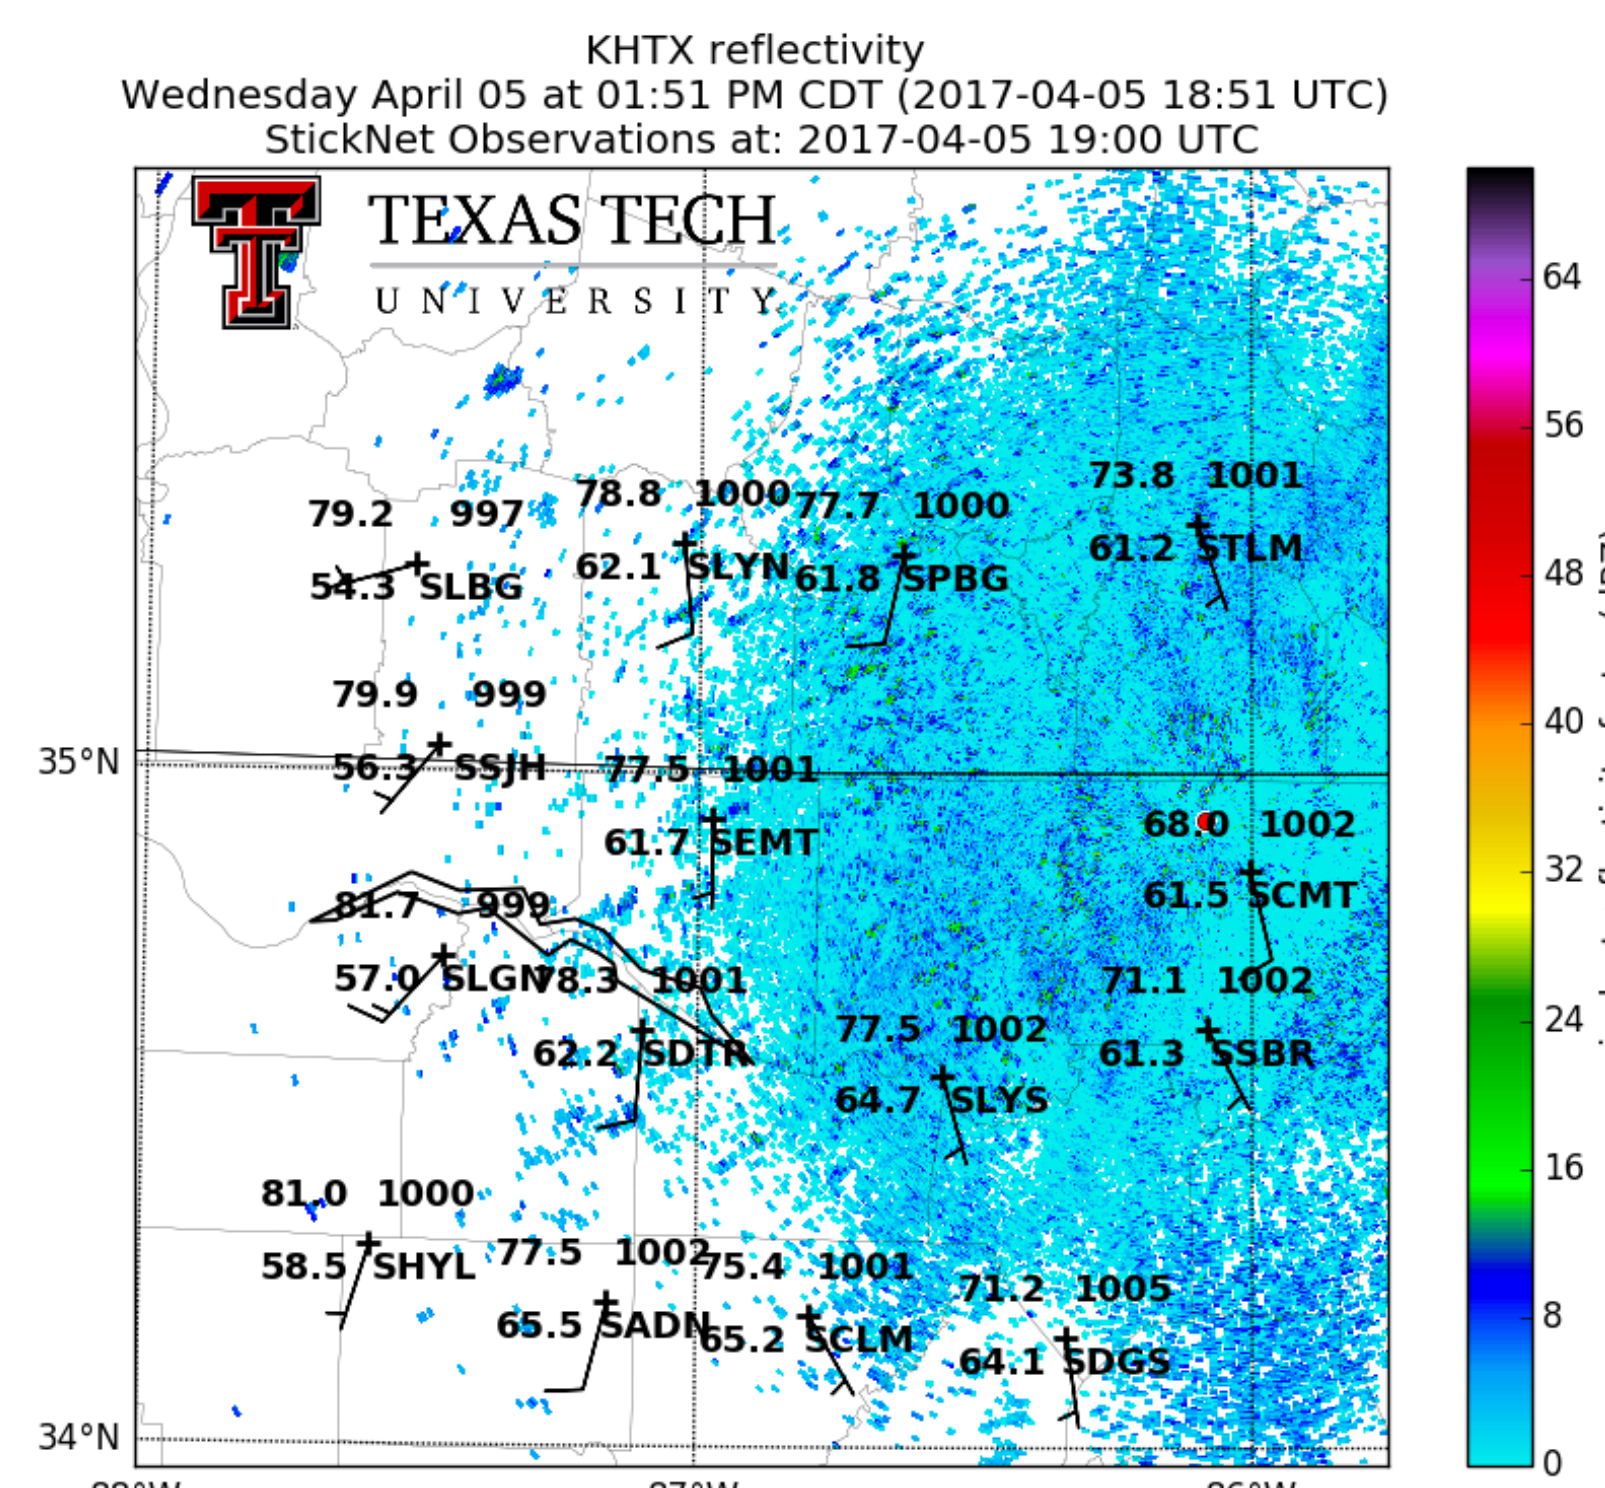 KHTX reflectivity
Wednesday April 05 at 01:51 PM CDT (2017-04-05 18:51 UTC)
StickNet Observations at: 2017-04-05 19:00 UTC
TEXAS TECH
UNIVERSITY
64
56
73.8 1001
78.8 1000
77.7 1000
79.2 997
61.2 STLM
62.1 SLYN
61.8 SPBG
54.3 SLBG
48
79.9 999
40
35°N
56.3 SSJH
77.5 1001
68.0 1002
61.7 SEMT
32
61.5 SCMT
81.7 999
57.0 SLGN
78.3 1001
71.1 1002
24
77.5 1002
62.2 SDTR
61.3 SSBR
64.7 SLYS
16
81.0 1000
77.5 1002
75.4 1001
58.5 SHYL
71.2 1005
8
65.5 SADN
65.2 SCLM
64.1 SDGS
34°N
0